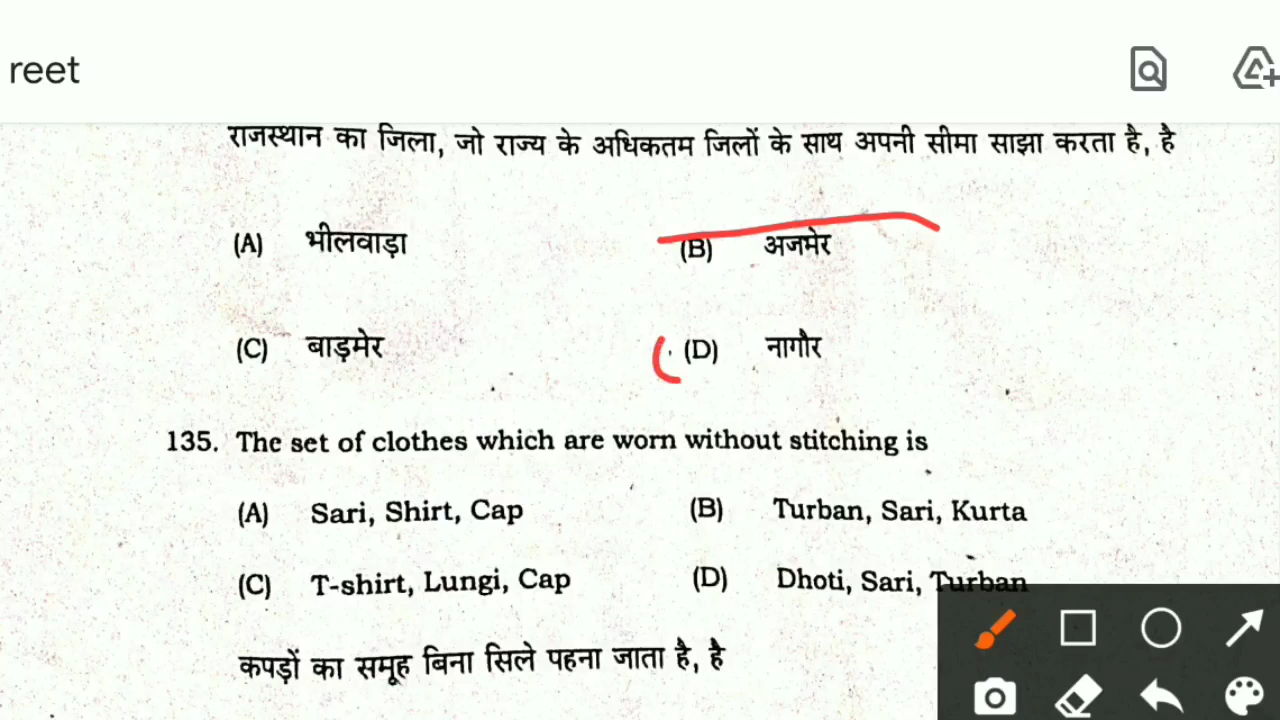 reet
राजस्थान का जिला, जो राज्य के अधिकतम जिलों के साथ अपनी सीमा साझा करता है, है
(A) भीलवाड़ा (B) अजमेर
(C) बाड़मेर (D) नागौर
135. The set of clothes which are worn without stitching is
(A) Sari, Shirt, Cap (B) Turban, Sari, Kurta
(C) T-shirt, Lungi, Cap (D) Dhoti, Sari, Turban
कपड़ों का समूह बिना सिले पहना जाता है, है